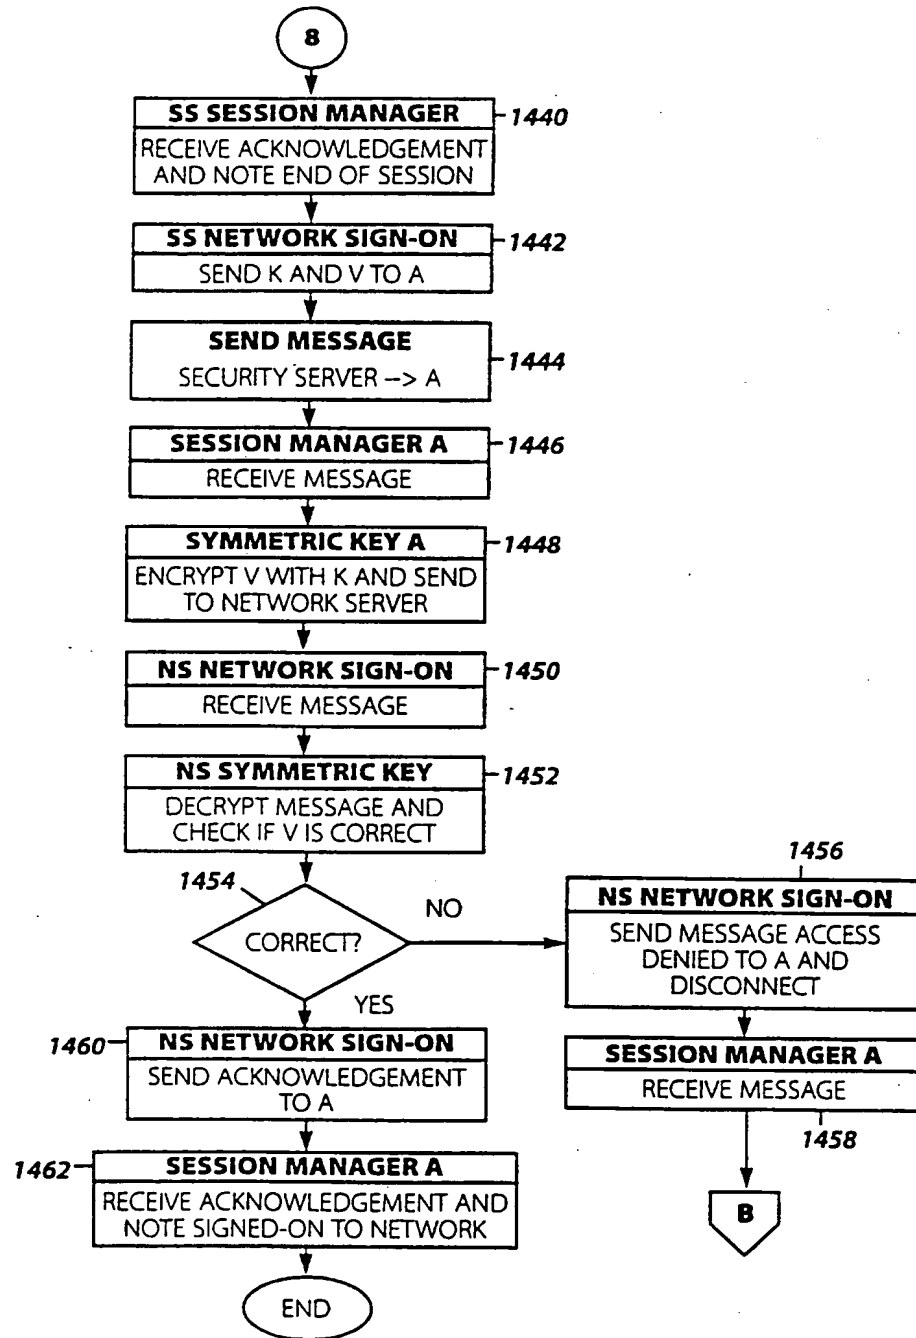 8
SS SESSION MANAGER
1440
RECEIVE ACKNOWLEDGEMENT
AND NOTE END OF SESSION
SS NETWORK SIGN-ON
1442
SEND K AND V TO A
SEND MESSAGE
1444
SECURITY SERVER --> A
SESSION MANAGER A
1446
RECEIVE MESSAGE
SYMMETRIC KEY A
1448
ENCRYPT V WITH K AND SEND
TO NETWORK SERVER
NS NETWORK SIGN-ON
1450
RECEIVE MESSAGE
NS SYMMETRIC KEY
1452
DECRYPT MESSAGE AND
CHECK IF V IS CORRECT
1454
CORRECT?
NO
YES
1456
NS NETWORK SIGN-ON
SEND MESSAGE ACCESS
DENIED TO A AND
DISCONNECT
SESSION MANAGER A
RECEIVE MESSAGE
1458
B
1460
NS NETWORK SIGN-ON
SEND ACKNOWLEDGEMENT
TO A
1462
SESSION MANAGER A
RECEIVE ACKNOWLEDGEMENT AND
NOTE SIGNED-ON TO NETWORK
END